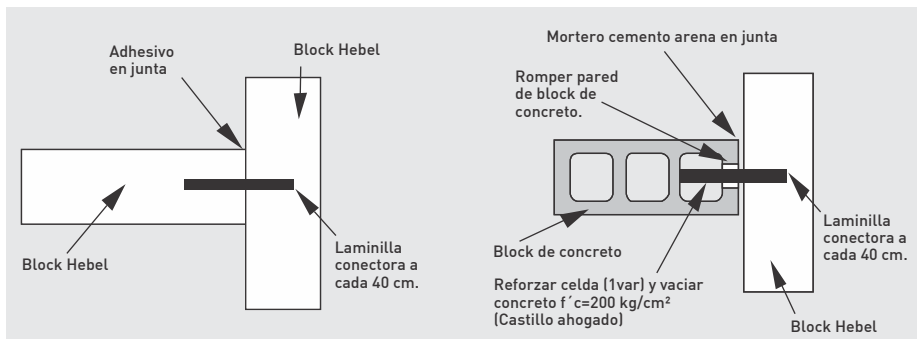 Adhesivo
en junta
Block Hebel
Block Hebel
Laminilla
conectora a
cada 40 cm.
Mortero cemento arena en junta
Romper pared
de block de
concreto.
Block de concreto
Laminilla
conectora a
cada 40 cm.
Reforzar celda (1var) y vaciar
concreto f´c=200 kg/cm²
(Castillo ahogado)
Block Hebel